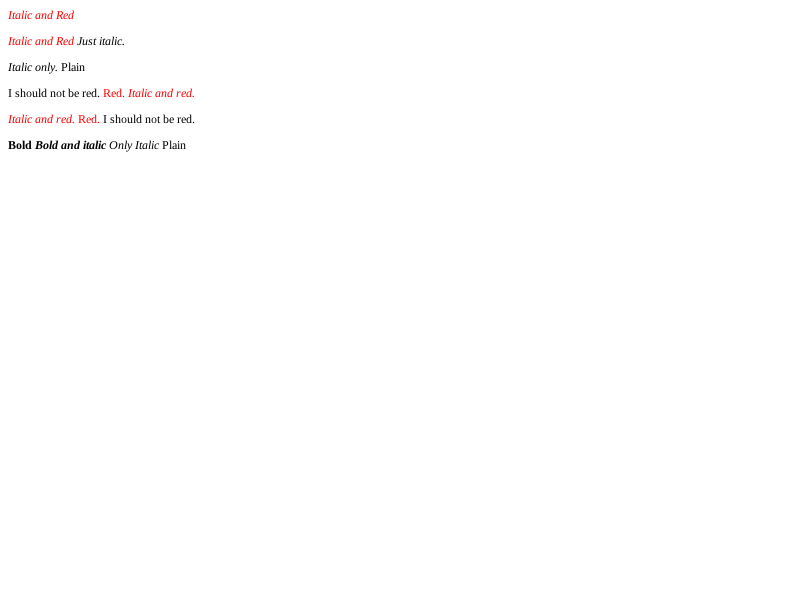 Italic and Red
Italic and Red Just italic.
Italic only. Plain
I should not be red. Red. Italic and red.
Italic and red. Red. I should not be red.
Bold Bold and italic Only Italic Plain